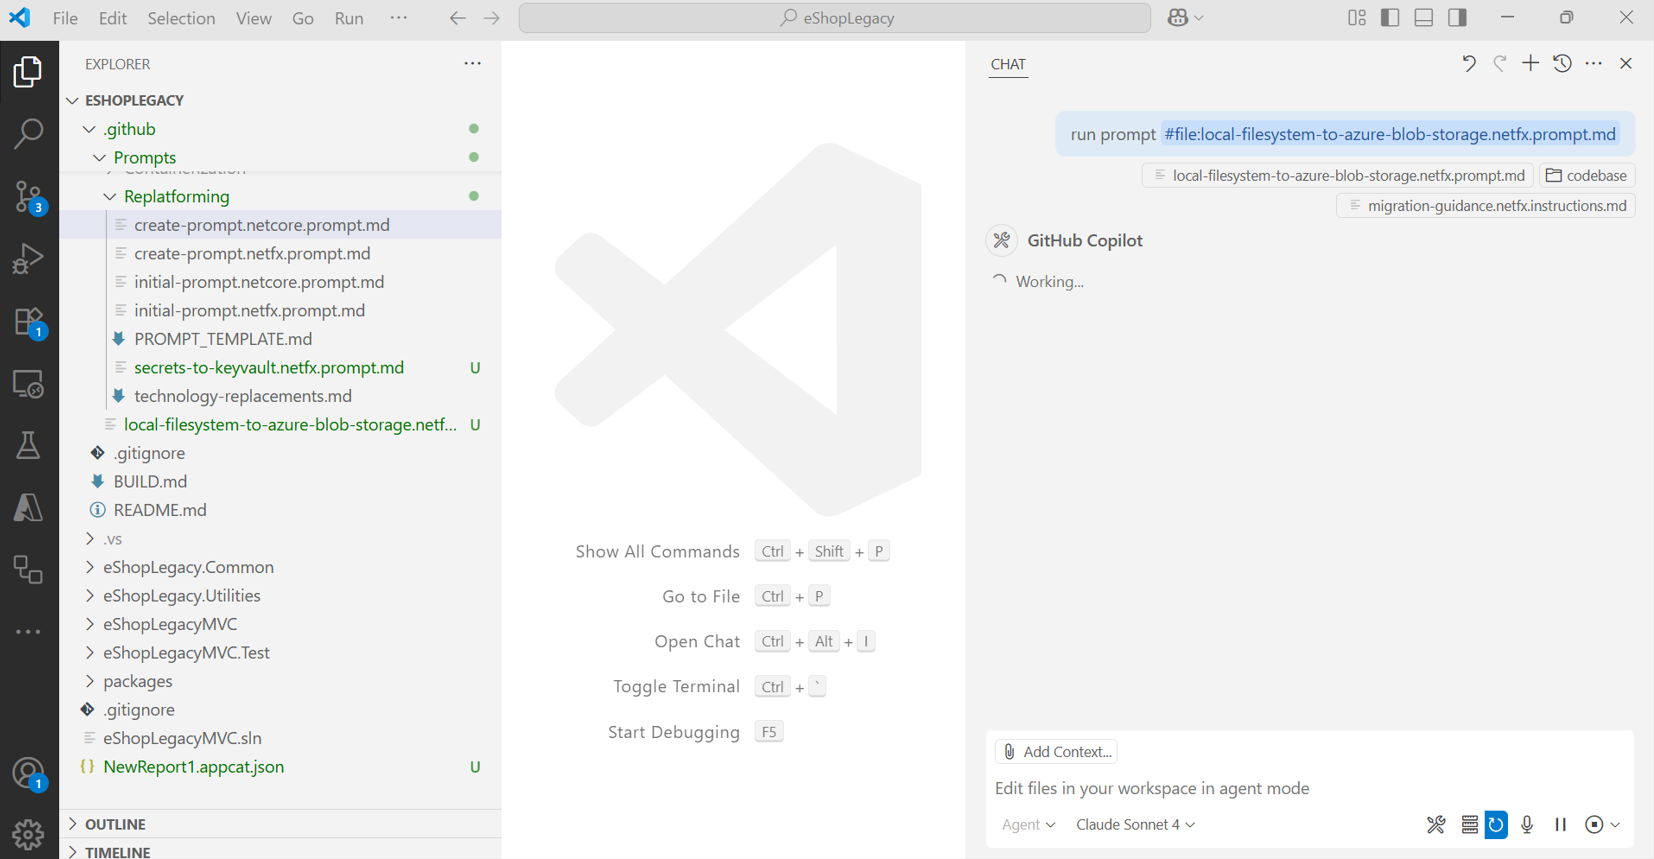 File Edit Selection View Go Run ··· eShopLegacy
EXPLORER ···
ESHOPLEGACY
.github
Prompts
Containerization
Replatforming
create-prompt.netcore.prompt.md
create-prompt.netfx.prompt.md
initial-prompt.netcore.prompt.md
initial-prompt.netfx.prompt.md
PROMPT_TEMPLATE.md
secrets-to-keyvault.netfx.prompt.md U
technology-replacements.md
local-filesystem-to-azure-blob-storage.netf... U
.gitignore
BUILD.md
README.md
.vs
eShopLegacy.Common
eShopLegacy.Utilities
eShopLegacyMVC
eShopLegacyMVC.Test
packages
.gitignore
eShopLegacyMVC.sln
{} NewReport1.appcat.json U
OUTLINE
TIMELINE
3
1
1
Show All Commands Ctrl + Shift + P
Go to File Ctrl + P
Open Chat Ctrl + Alt + I
Toggle Terminal Ctrl + `
Start Debugging F5
CHAT
run prompt #file:local-filesystem-to-azure-blob-storage.netfx.prompt.md
local-filesystem-to-azure-blob-storage.netfx.prompt.md codebase
migration-guidance.netfx.instructions.md
GitHub Copilot
Working...
Add Context...
Edit files in your workspace in agent mode
Agent Claude Sonnet 4